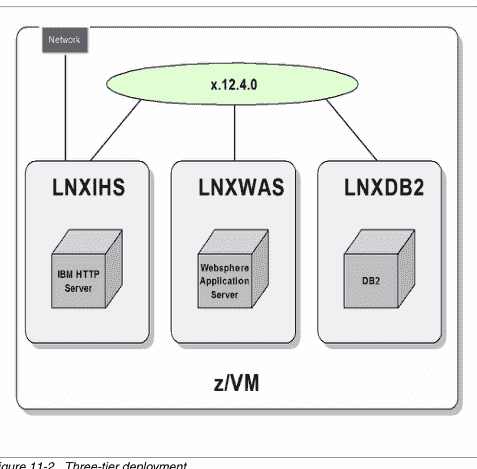 Network
x.12.4.0
LNXIHS
LNXWAS
LNXDB2
IBM HTTP
Server
Websphere
Application
Server
DB2
z/VM
igure 11-2 Three-tier deployment